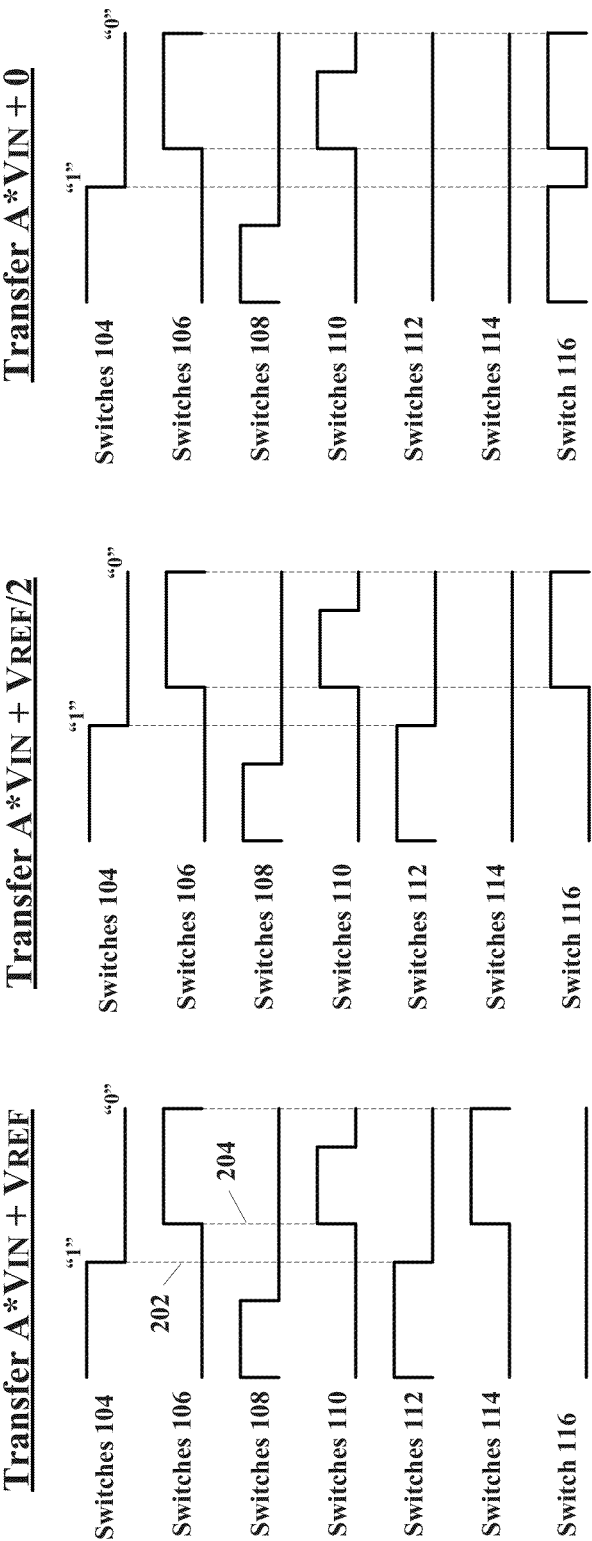 Transfer A*VIN + VREF
"1"
"0"
Switches 104
Switches 106
202
204
Switches 108
Switches 110
Switches 112
Switches 114
Switch 116
Transfer A*VIN + VREF/2
"1"
"0"
Switches 104
Switches 106
Switches 108
Switches 110
Switches 112
Switches 114
Switch 116
Transfer A*VIN + 0
"1"
"0"
Switches 104
Switches 106
Switches 108
Switches 110
Switches 112
Switches 114
Switch 116